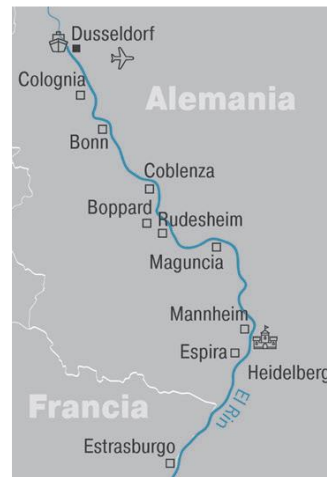 Dusseldorf
Colognia
Alemania
Bonn
Coblenza
Boppard
Rudesheim
Maguncia
Mannheim
Espira
Heidelberg
Francia
El Rin
Estrasburgo